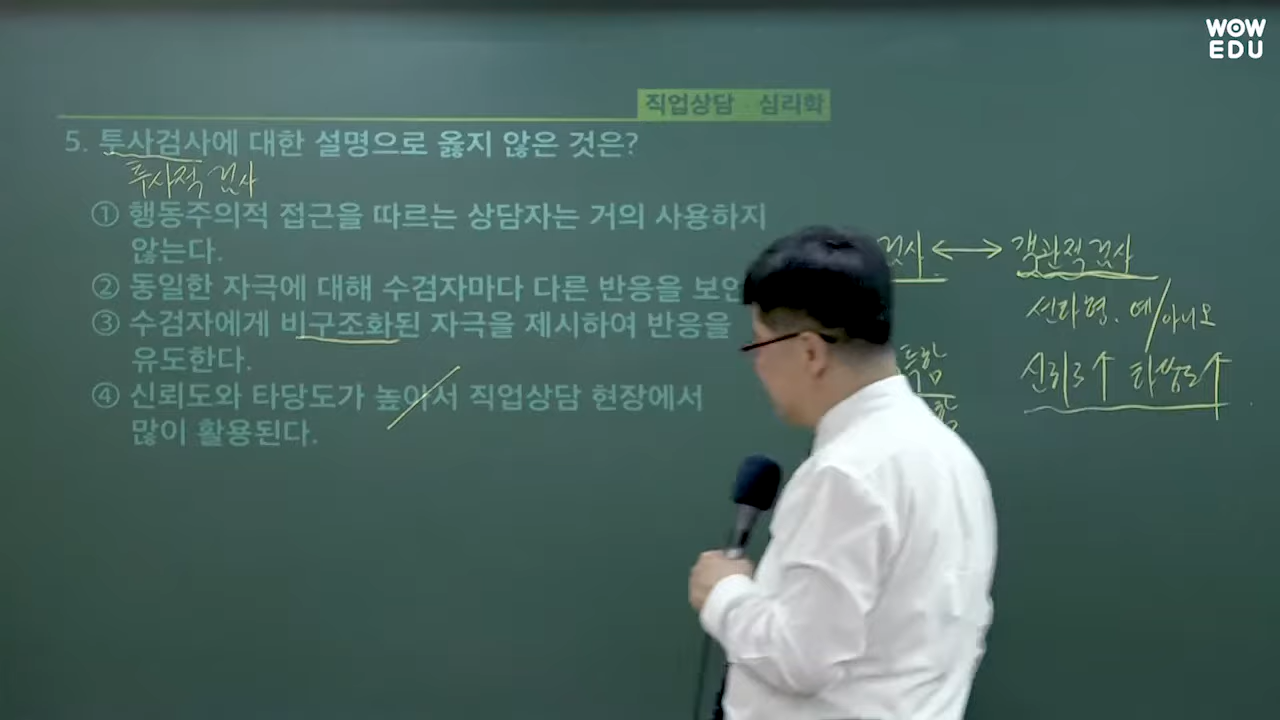 WOW
EDU
직업상담 심리학
5. 투사검사에 대한 설명으로 옳지 않은 것은?
투사적 검사
① 행동주의적 접근을 따르는 상담자는 거의 사용하지
않는다.
② 동일한 자극에 대해 수검자마다 다른 반응을
③ 수검자에게 비구조화된 자극을 제시하여 반응을
유도한다.
④ 신뢰도와 타당도가 높아서 직업상담 현장에서
많이 활용된다.
검사 ↔ 객관적 검사
선다형. 예/아니오
신뢰도↑ 타당도↑